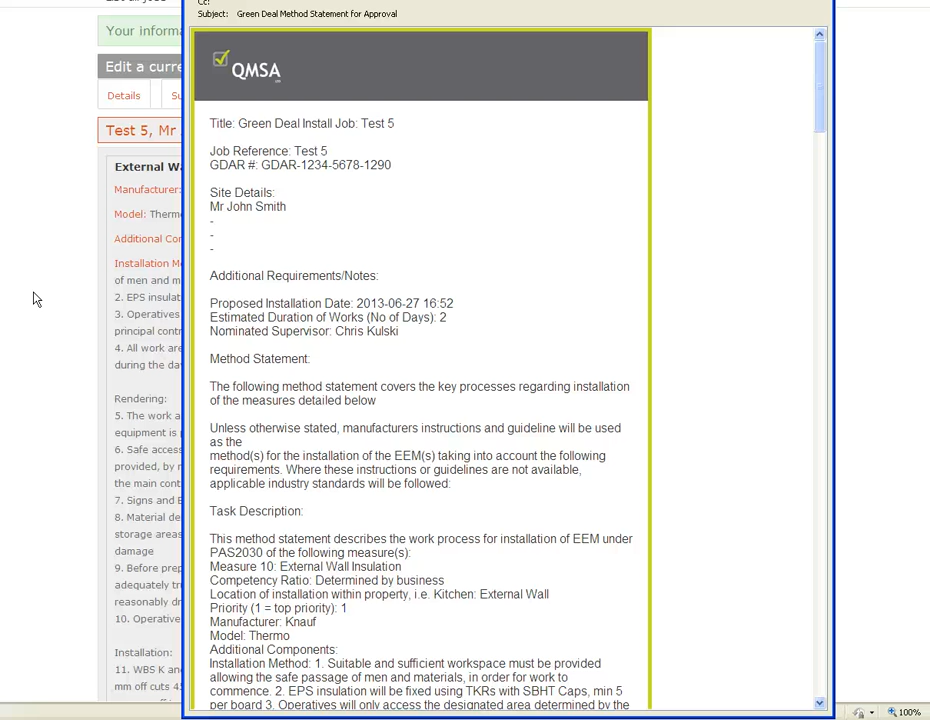 Cc:
Subject: Green Deal Method Statement for Approval
Your informa
Edit a curre
Details
Su
Test 5, Mr
External Wa
Manufacturer:
Model: Thermo
Additional Cor
Installation M
of men and m
2. EPS insulat
3. Operatives
principal contr
4. All work are
during the da
Rendering:
5. The work a
equipment is
6. Safe access
provided, by
the main cont
7. Signs and
8. Material de
storage areas
damage
9. Before prep
adequately tr
reasonably
10. Operative
Installation:
11. WBS K and
mm off cuts
QMSA
Title: Green Deal Install Job: Test 5
Job Reference: Test 5
GDAR #: GDAR-1234-5678-1290
Site Details:
Mr John Smith
-
-
-
Additional Requirements/Notes:
Proposed Installation Date: 2013-06-27 16:52
Estimated Duration of Works (No of Days): 2
Nominated Supervisor: Chris Kulski
Method Statement:
The following method statement covers the key processes regarding installation
of the measures detailed below
Unless otherwise stated, manufacturers instructions and guideline will be used
as the
method(s) for the installation of the EEM(s) taking into account the following
requirements. Where these instructions or guidelines are not available,
applicable industry standards will be followed:
Task Description:
This method statement describes the work process for installation of EEM under
PAS2030 of the following measure(s):
Measure 10: External Wall Insulation
Competency Ratio: Determined by business
Location of installation within property, i.e. Kitchen: External Wall
Priority (1 = top priority): 1
Manufacturer: Knauf
Model: Thermo
Additional Components:
Installation Method: 1. Suitable and sufficient workspace must be provided
allowing the safe passage of men and materials, in order for work to
commence. 2. EPS insulation will be fixed using TKRs with SBHT Caps, min 5
per board 3. Operatives will only access the designated area determined by the
100%